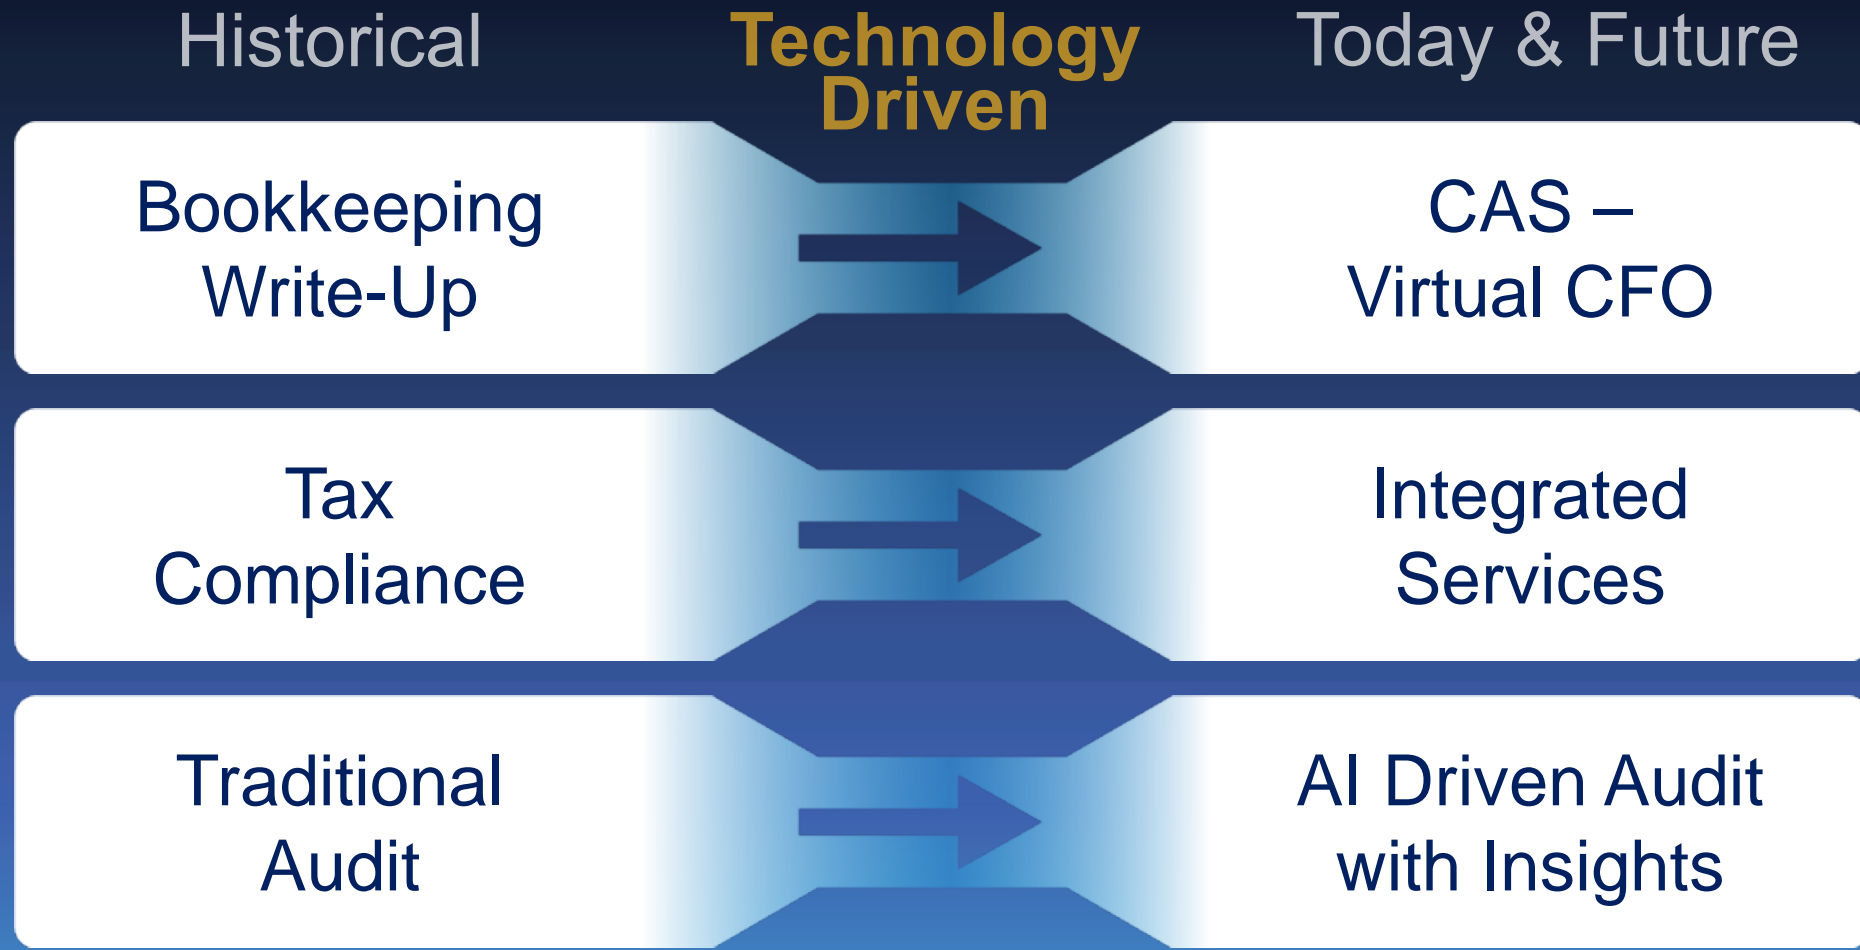 Historical
Technology
Driven
Today & Future
Bookkeeping
Write-Up
CAS –
Virtual CFO
Tax
Compliance
Integrated
Services
Traditional
Audit
AI Driven Audit
with Insights